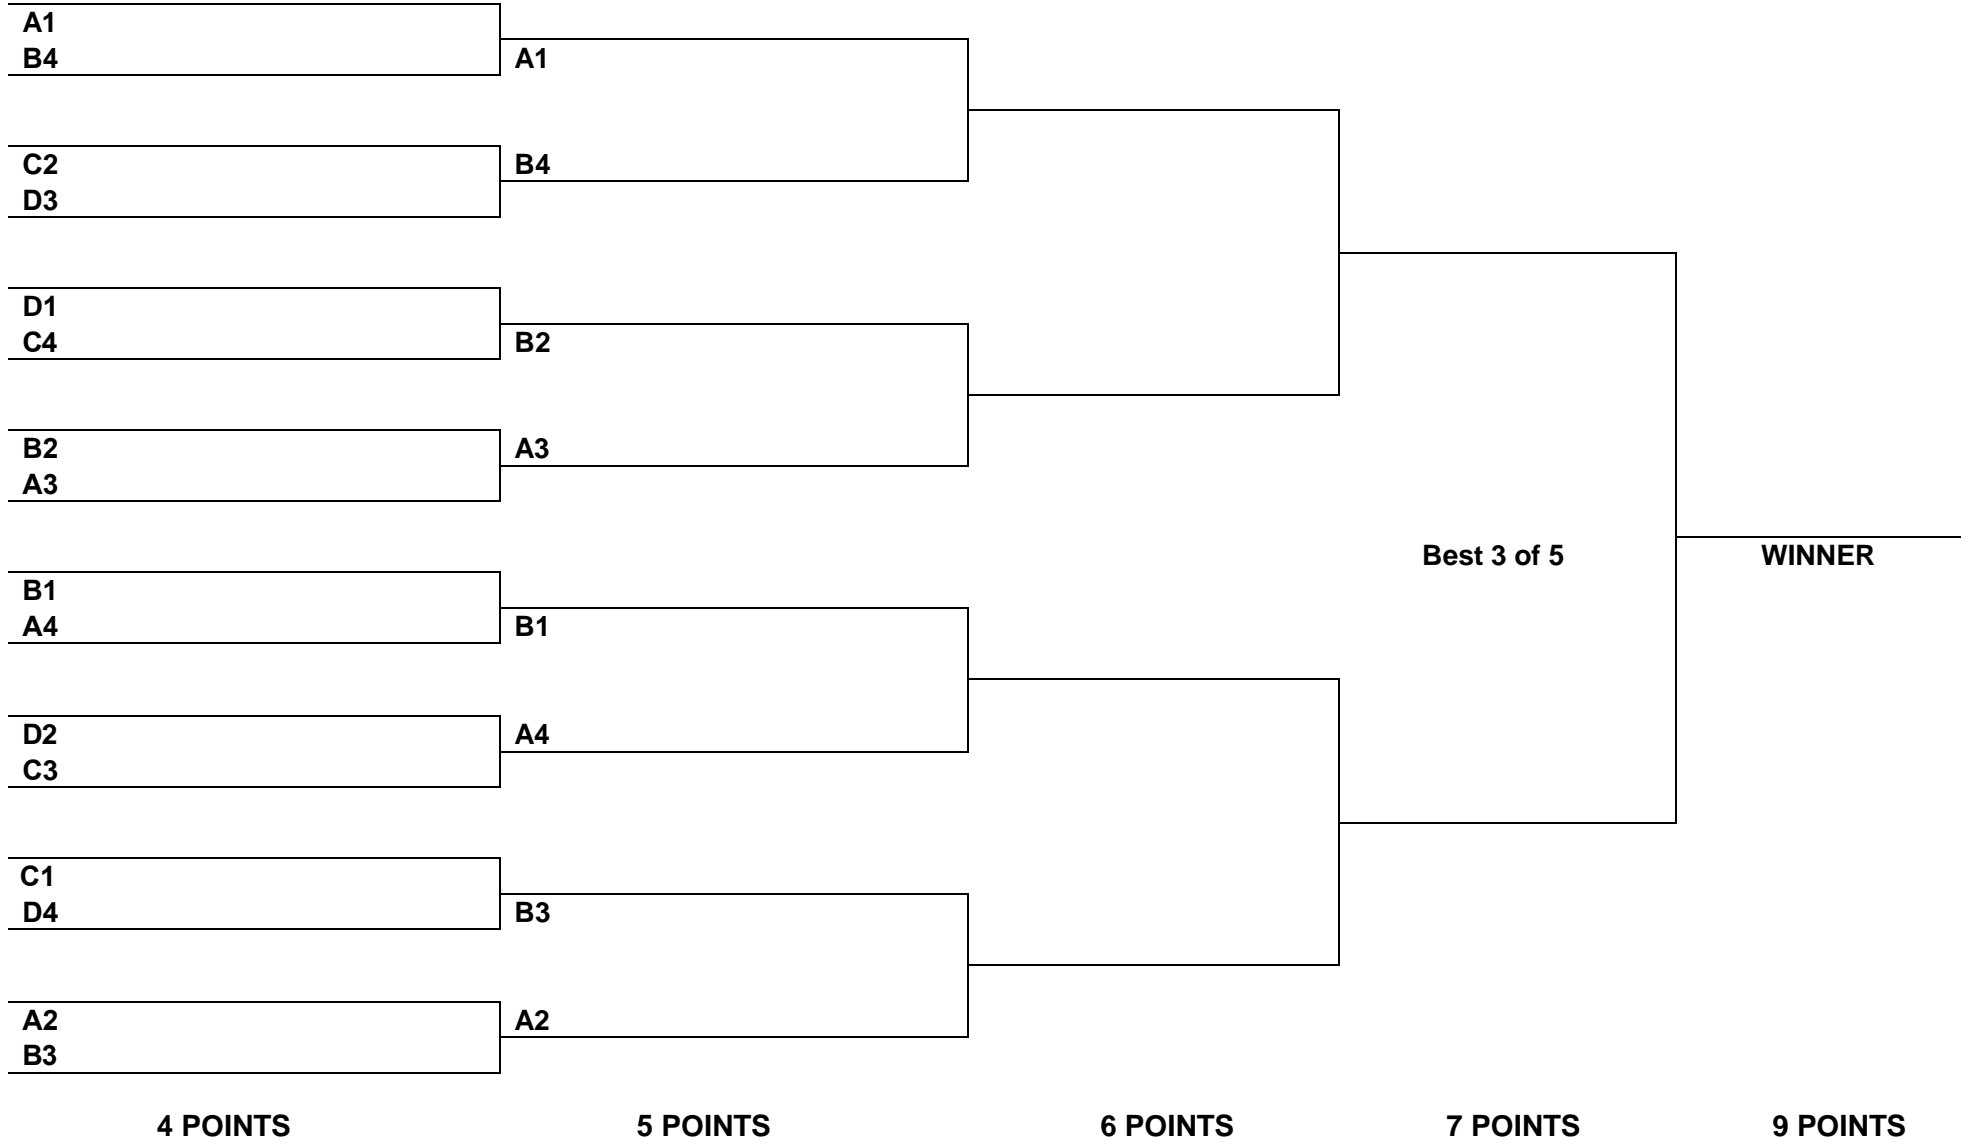 A1
B4
A1
C2
D3
B4
D1
C4
B2
B2
A3
A3
B1
A4
B1
D2
C3
A4
C1
D4
B3
A2
B3
A2
Best 3 of 5
WINNER
4 POINTS
5 POINTS
6 POINTS
7 POINTS
9 POINTS